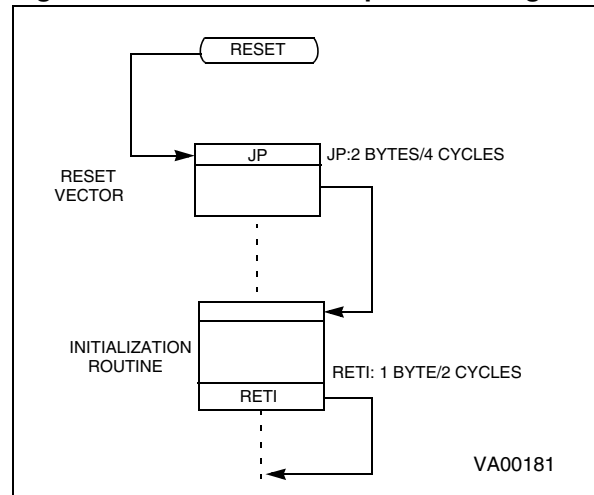 RESET
JP
JP:2 BYTES/4 CYCLES
RESET
VECTOR
INITIALIZATION
ROUTINE
RETI: 1 BYTE/2 CYCLES
RETI
VA00181